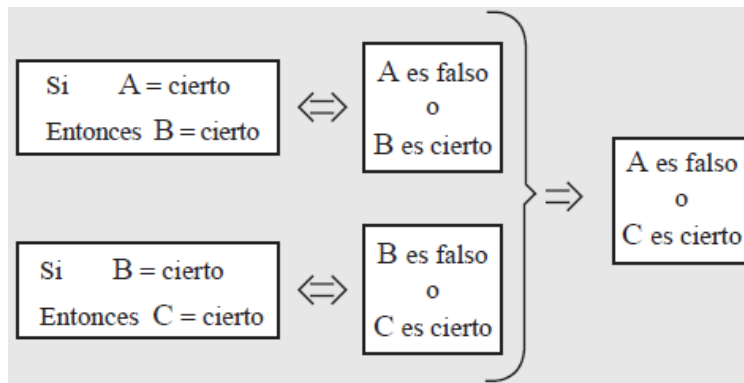 Si A = cierto
Entonces B = cierto
A es falso
o
B es cierto
Si B = cierto
Entonces C = cierto
B es falso
o
C es cierto
A es falso
o
C es cierto